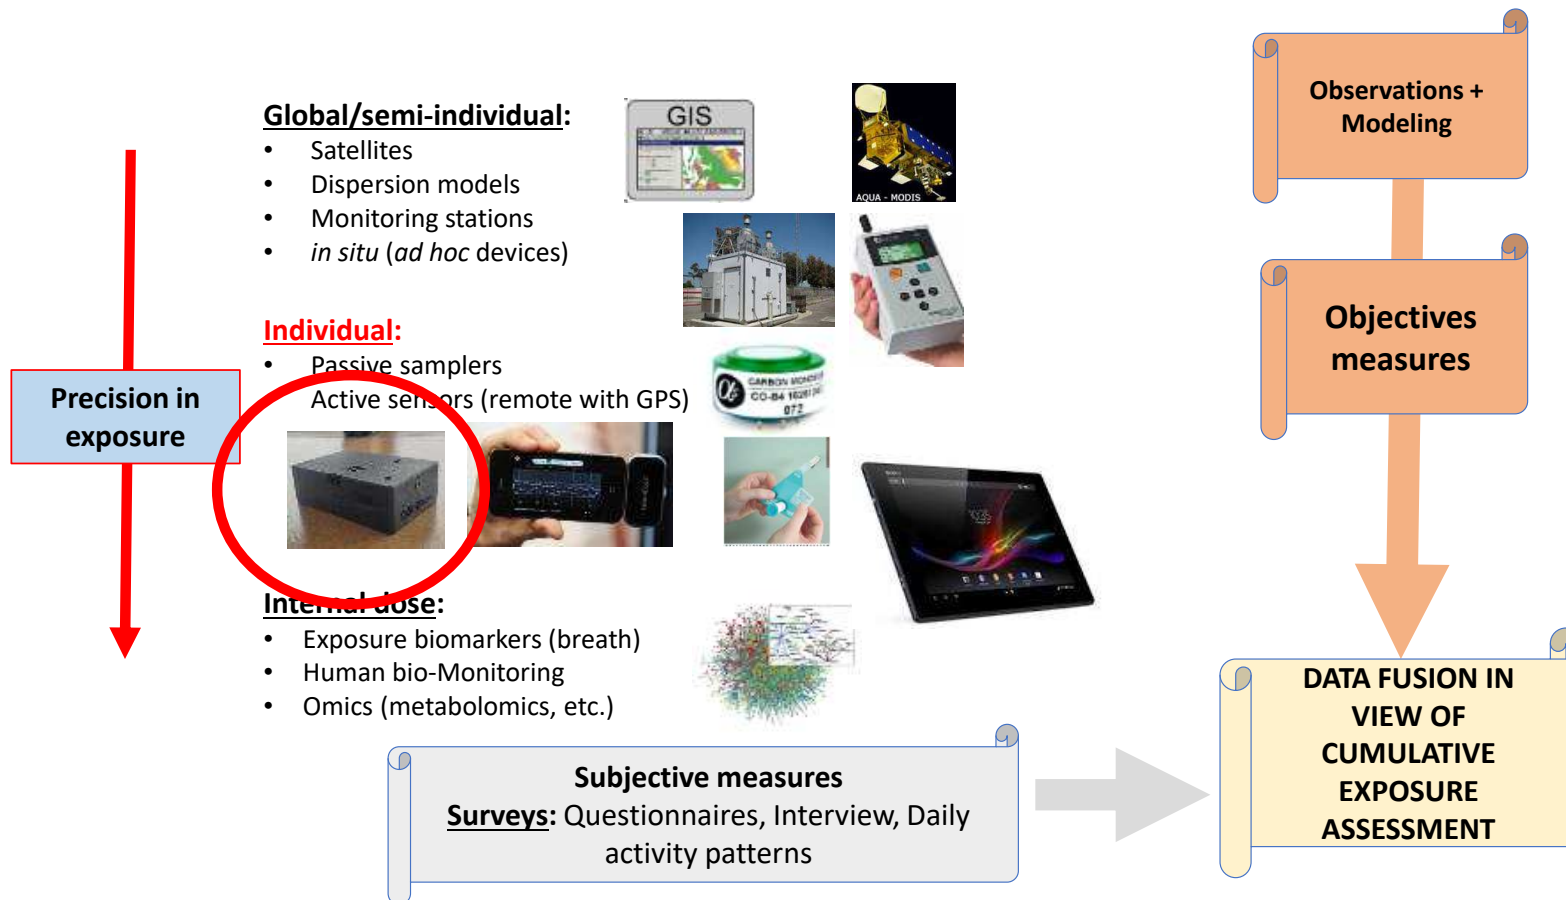 Observations +
Modeling
Global/semi-individual:
• Satellites
• Dispersion models
• Monitoring stations
• in situ (ad hoc devices)
GIS
AQUA - MODIS
Objectives
measures
Individual:
• Passive samplers
Active sensors (remote with GPS)
CARBON MONO
CO-B4
072
Precision in
exposure
Internal dose:
• Exposure biomarkers (breath)
• Human bio-Monitoring
• Omics (metabolomics, etc.)
DATA FUSION IN
VIEW OF
CUMULATIVE
EXPOSURE
ASSESSMENT
Subjective measures
Surveys: Questionnaires, Interview, Daily
activity patterns